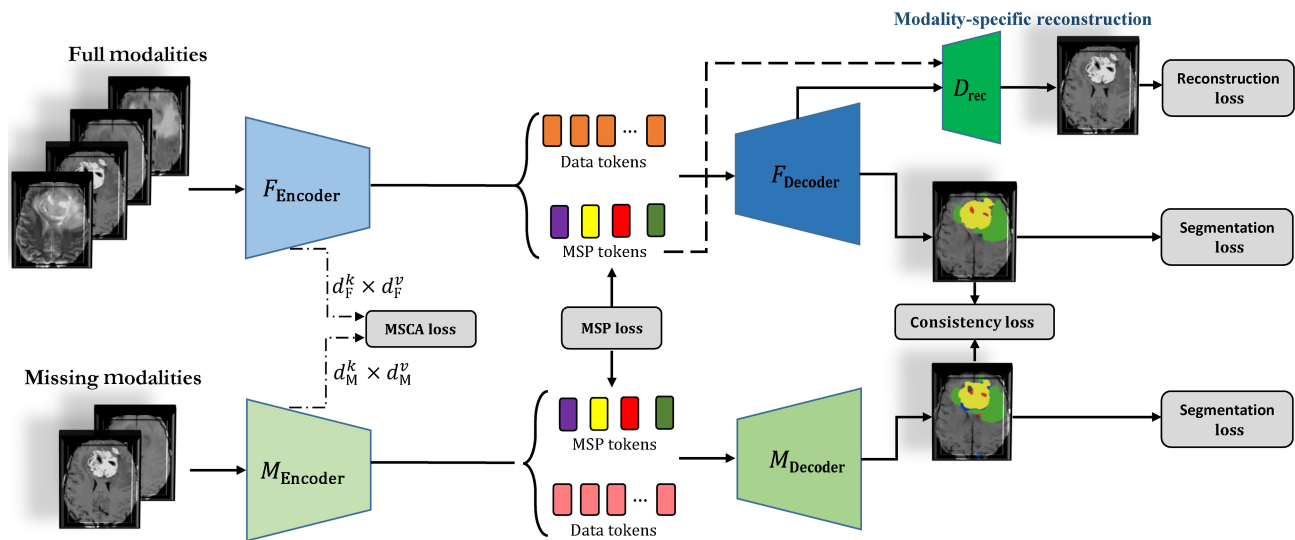 Modality-specific reconstruction
Full modalities
D_rec
Reconstruction
loss
F_Encoder
...
Data tokens
F_Decoder
MSP tokens
Segmentation
loss
d_F^k × d_F^v
MSCA loss
MSP loss
Consistency loss
d_M^k × d_M^v
Missing modalities
MSP tokens
Segmentation
loss
M_Encoder
M_Decoder
...
Data tokens